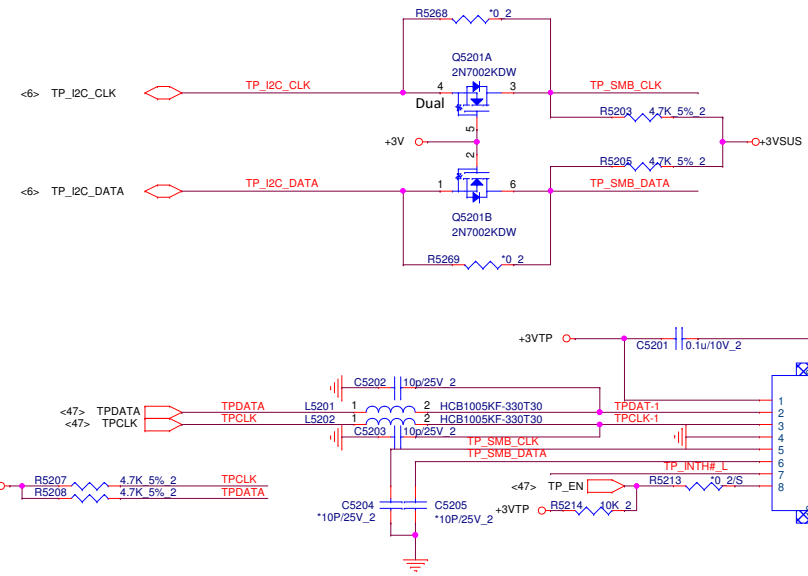 R5268 *0_2
Q5201A
2N7002KDW
<6> TP_I2C_CLK TP_I2C_CLK 4 3 TP_SMB_CLK
Dual
R5203 4.7K_5%_2
5
+3V +3VSUS
2
R5205 4.7K_5%_2
<6> TP_I2C_DATA TP_I2C_DATA 1 6 TP_SMB_DATA
Q5201B
2N7002KDW
R5269 *0_2
+3VTP C5201 0.1u/10V_2
C5202 10p/25V_2
<47> TPDATA TPDATA L5201 1 2 HCB1005KF-330T30 TPDAT-1
<47> TPCLK TPCLK L5202 1 2 HCB1005KF-330T30 TPCLK-1
C5203 10p/25V_2
TP_SMB_CLK
TP_SMB_DATA
TP_INTH#_L
1
2
3
4
5
6
7
8
R5207 4.7K_5%_2 TPCLK
R5208 4.7K_5%_2 TPDATA
<47> TP_EN R5213 *0_2/S
C5204 *10P/25V_2
C5205 *10P/25V_2
+3VTP R5214 10K_2